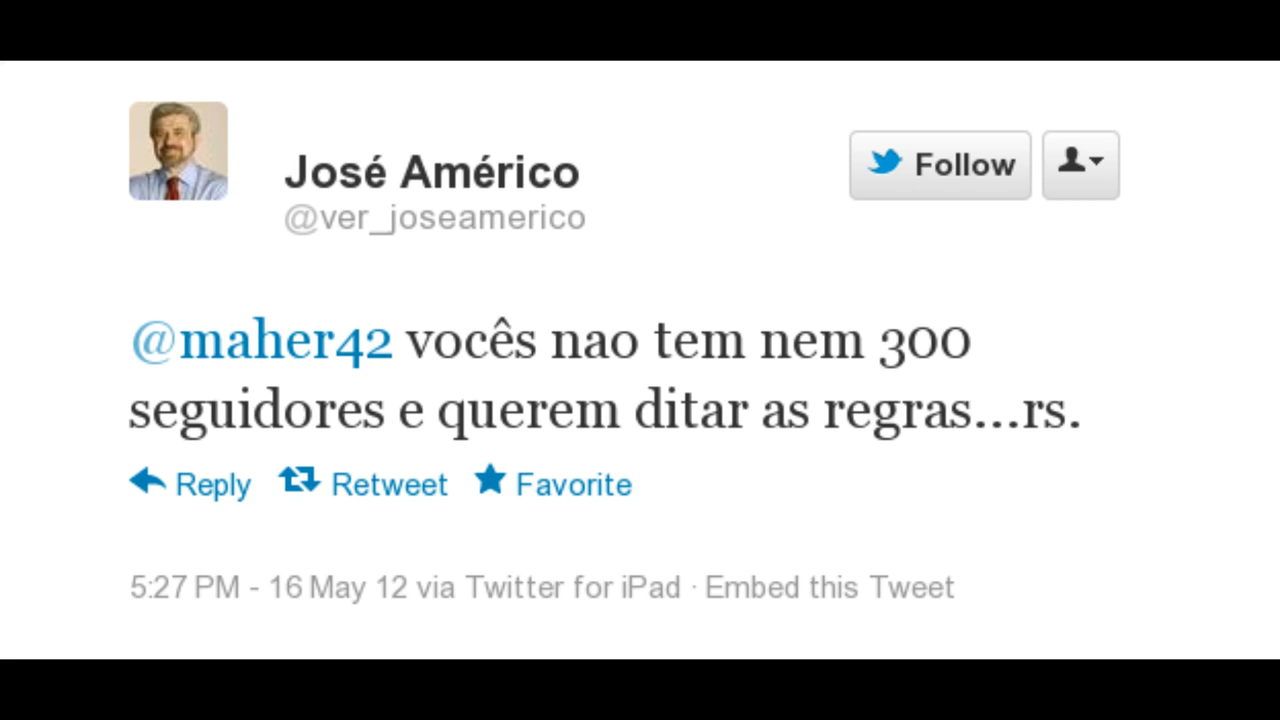 José Américo
@ver_joseamerico
Follow
@maher42 vocês nao tem nem 300
seguidores e querem ditar as regras...rs.
Reply Retweet Favorite
5:27 PM - 16 May 12 via Twitter for iPad · Embed this Tweet